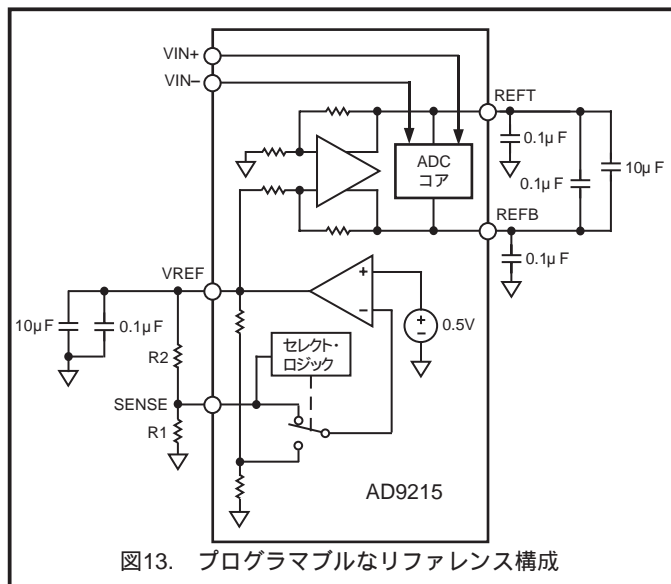 VIN+
VIN–
REFT
0.1μF
ADC
コア
10μF
0.1μF
REFB
0.1μF
VREF
10μF
0.1μF
R2
セレクト・
ロジック
0.5V
SENSE
R1
AD9215
図13. プログラマブルなリファレンス構成